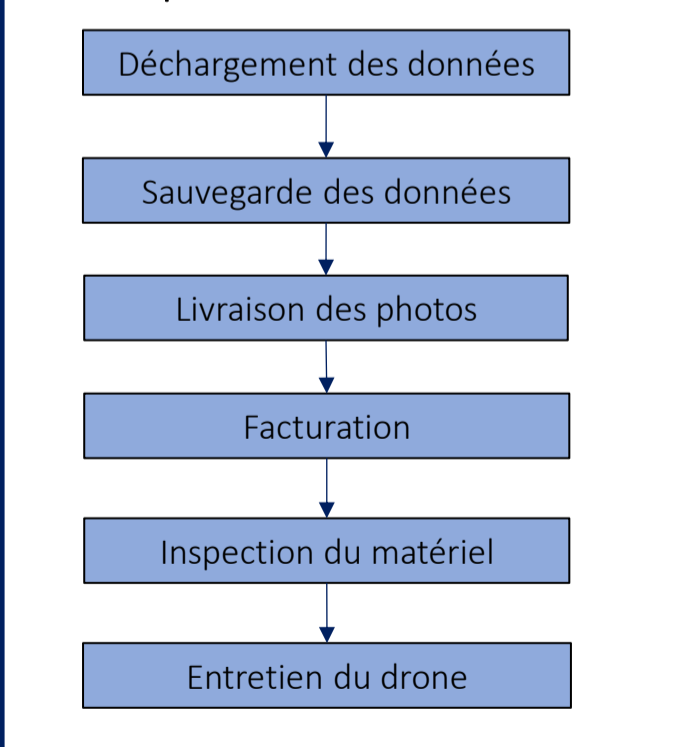 Déchargement des données
Sauvegarde des données
Livraison des photos
Facturation
Inspection du matériel
Entretien du drone